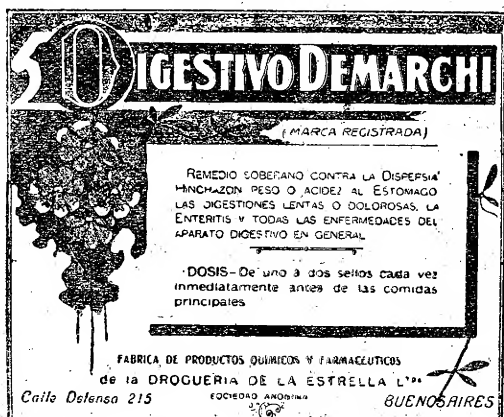 DIGESTIVO DEMARCHI
(MARCA REGISTRADA)
REMEDIO SOBERANO CONTRA LA DISPERSIA
HINCHAZON PESO O ACIDEZ AL ESTOMAGO
LAS DIGESTIONES LENTAS O DOLOROSAS, LA
ENTERITIS Y TODAS LAS ENFERMEDADES DEL
APARATO DIGESTIVO EN GENERAL
DOSIS- De uno a dos sellos cada vez
inmediatamente antes de las comidas
principales
FABRICA DE PRODUCTOS QUIMICOS Y FARMACEUTICOS
de la DROGUERIA DE LA ESTRELLA Lda
SOCIEDAD ANONIMA
Calle Defensa 215 BUENOS AIRES